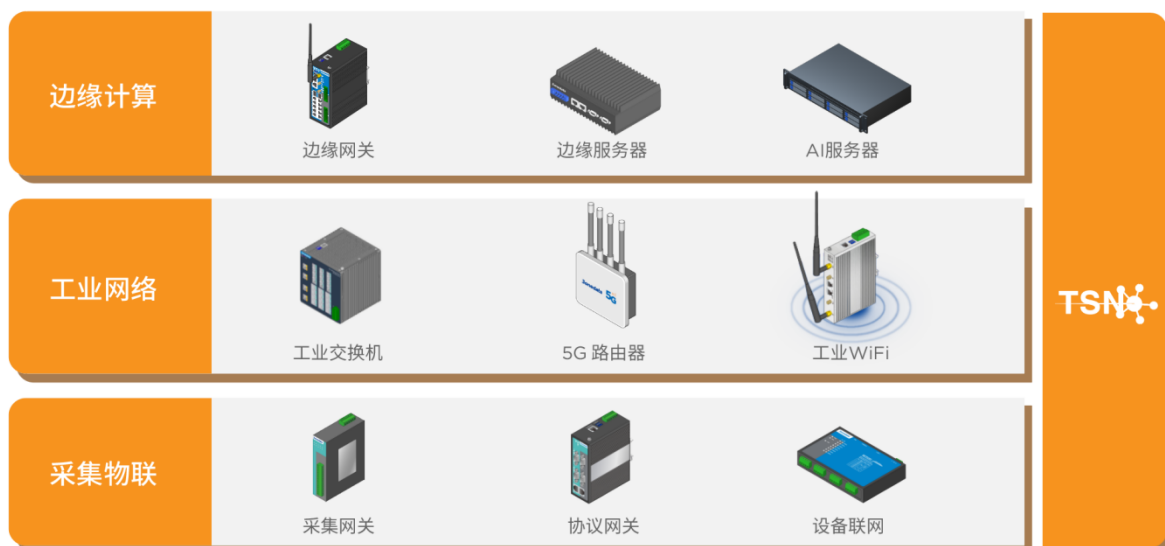 边缘计算
边缘网关
边缘服务器
AI服务器
工业网络
5G
工业交换机
5G 路由器
工业WiFi
TSN
采集物联
采集网关
协议网关
设备联网